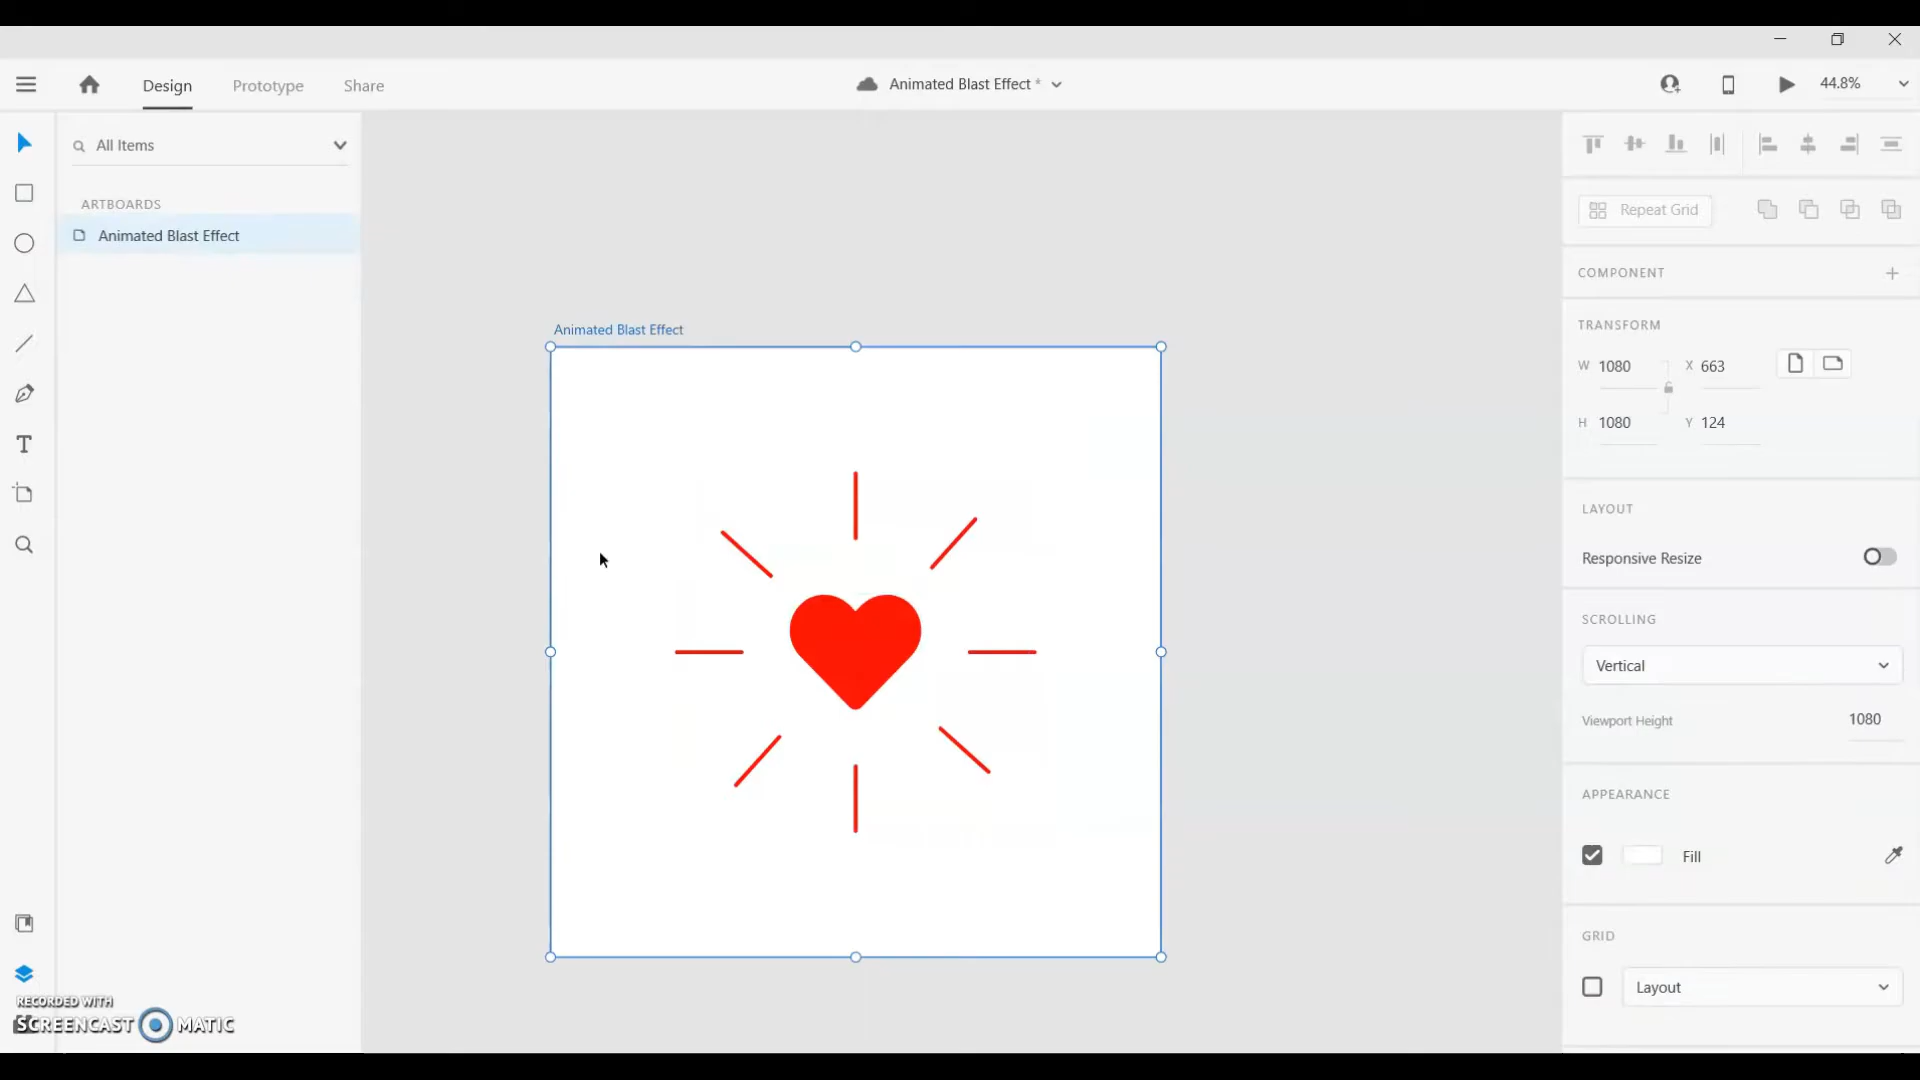 Design Prototype Share
Animated Blast Effect *
44.8%
All Items
ARTBOARDS
Animated Blast Effect
Animated Blast Effect
Repeat Grid
COMPONENT
TRANSFORM
W 1080 X 663
H 1080 Y 124
LAYOUT
Responsive Resize
SCROLLING
Vertical
Viewport Height 1080
APPEARANCE
Fill
GRID
Layout
RECORDED WITH
SCREENCAST MATIC